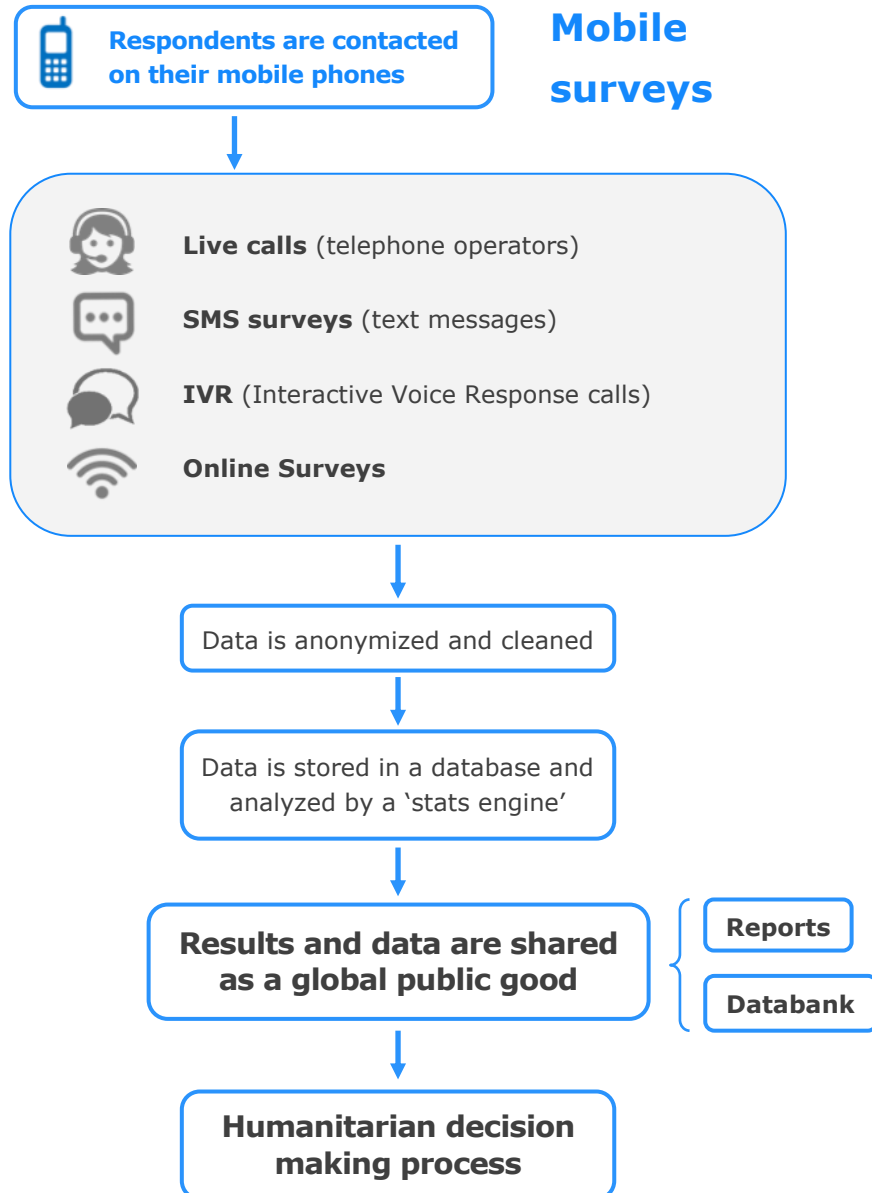 Respondents are contacted
on their mobile phones
Mobile
surveys
Live calls (telephone operators)
SMS surveys (text messages)
IVR (Interactive Voice Response calls)
Online Surveys
Data is anonymized and cleaned
Data is stored in a database and
analyzed by a ‘stats engine’
Results and data are shared
as a global public good
Reports
Databank
Humanitarian decision
making process